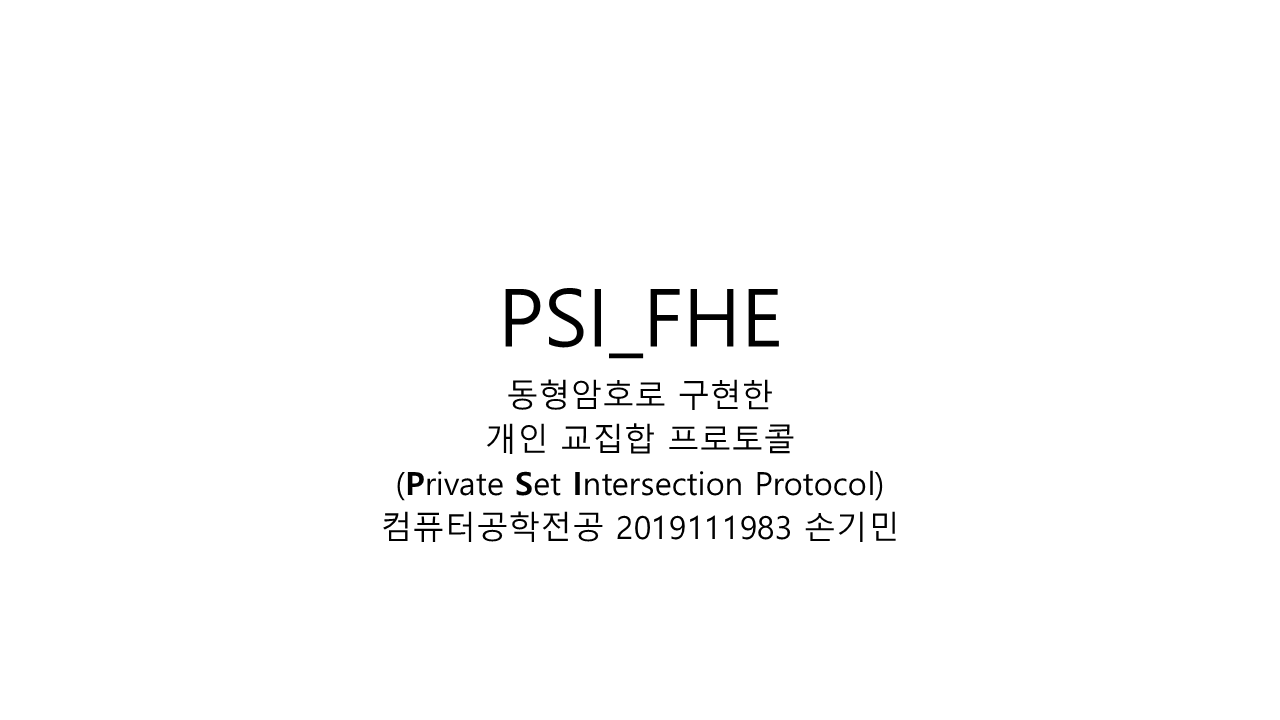 PSI_FHE
동형암호로 구현한
개인 교집합 프로토콜
(Private Set Intersection Protocol)
컴퓨터공학전공 2019111983 손기민